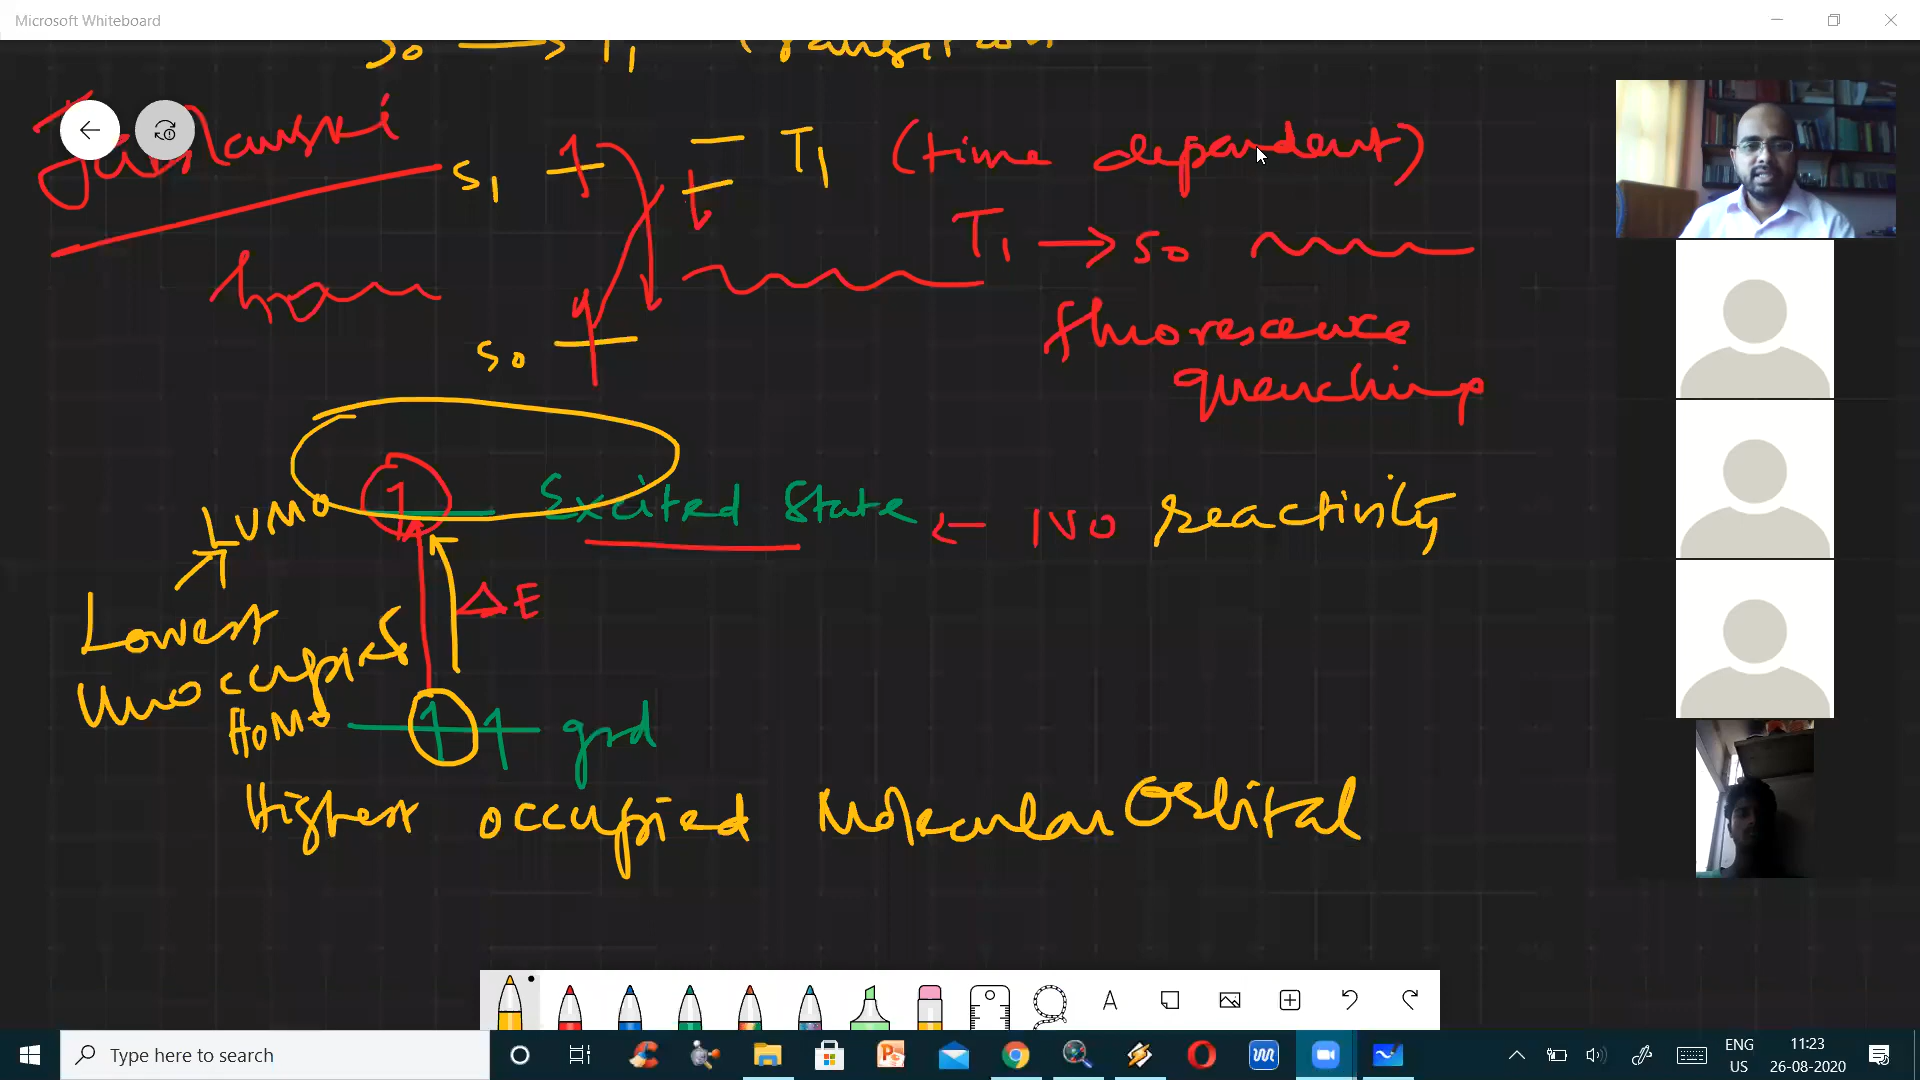 Microsoft Whiteboard
S0 → T1 transition
Jablanski
S1 T1 (time dependent)
T1 → S0
fluorescence
quenching
S0
LUMO Excited State ← No reactivity
ΔE
Lowest
Unoccupied
HOMO grd
Highest occupied Molecular Orbital
Type here to search
ENG
US
11:23
26-08-2020